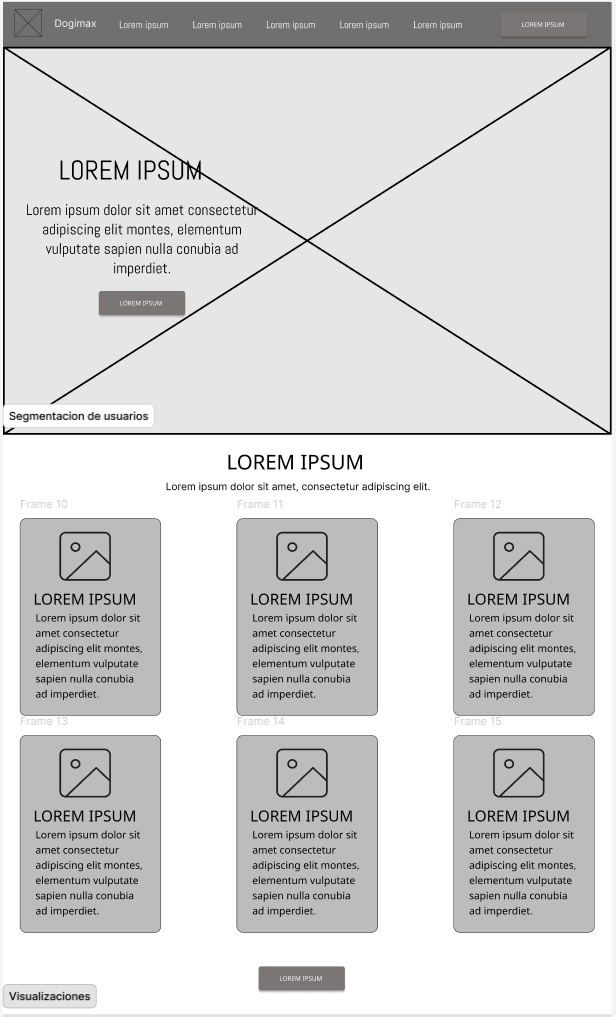 Dogimax
Lorem ipsum
Lorem ipsum
Lorem ipsum
Lorem ipsum
Lorem ipsum
LOREM IPSUM
LOREM IPSUM
Lorem ipsum dolor sit amet consectetur
adipiscing elit montes, elementum
vulputate sapien nulla conubia ad
imperdiet.
LOREM IPSUM
Segmentacion de usuarios
LOREM IPSUM
Lorem ipsum dolor sit amet, consectetur adipiscing elit.
Frame 10
LOREM IPSUM
Lorem ipsum dolor sit
amet consectetur
adipiscing elit montes,
elementum vulputate
sapien nulla conubia
ad imperdiet.
Frame 11
LOREM IPSUM
Lorem ipsum dolor sit
amet consectetur
adipiscing elit montes,
elementum vulputate
sapien nulla conubia
ad imperdiet.
Frame 12
LOREM IPSUM
Lorem ipsum dolor sit
amet consectetur
adipiscing elit montes,
elementum vulputate
sapien nulla conubia
ad imperdiet.
Frame 13
LOREM IPSUM
Lorem ipsum dolor sit
amet consectetur
adipiscing elit montes,
elementum vulputate
sapien nulla conubia
ad imperdiet.
Frame 14
LOREM IPSUM
Lorem ipsum dolor sit
amet consectetur
adipiscing elit montes,
elementum vulputate
sapien nulla conubia
ad imperdiet.
Frame 15
LOREM IPSUM
Lorem ipsum dolor sit
amet consectetur
adipiscing elit montes,
elementum vulputate
sapien nulla conubia
ad imperdiet.
LOREM IPSUM
Visualizaciones